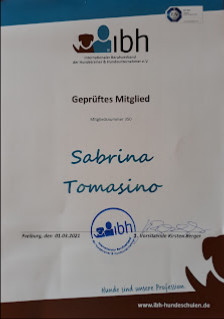 ibh
Internationaler Berufsverband
der Hundetrainer & Hundeunternehmer e.V.
Geprüftes Mitglied
Sabrina
Tomasino
ibh
Freiburg, den 01.01.2021
Hunde sind unsere Profession
www.ibh-hundeschulen.de